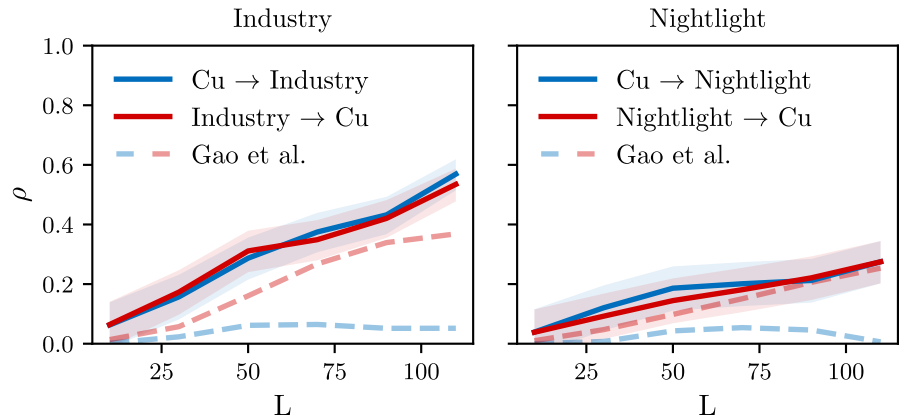 Industry
Nightlight
ρ
1.0
0.8
0.6
0.4
0.2
0.0
Cu → Industry
Industry → Cu
Gao et al.
Cu → Nightlight
Nightlight → Cu
Gao et al.
25 50 75 100
25 50 75 100
L
L